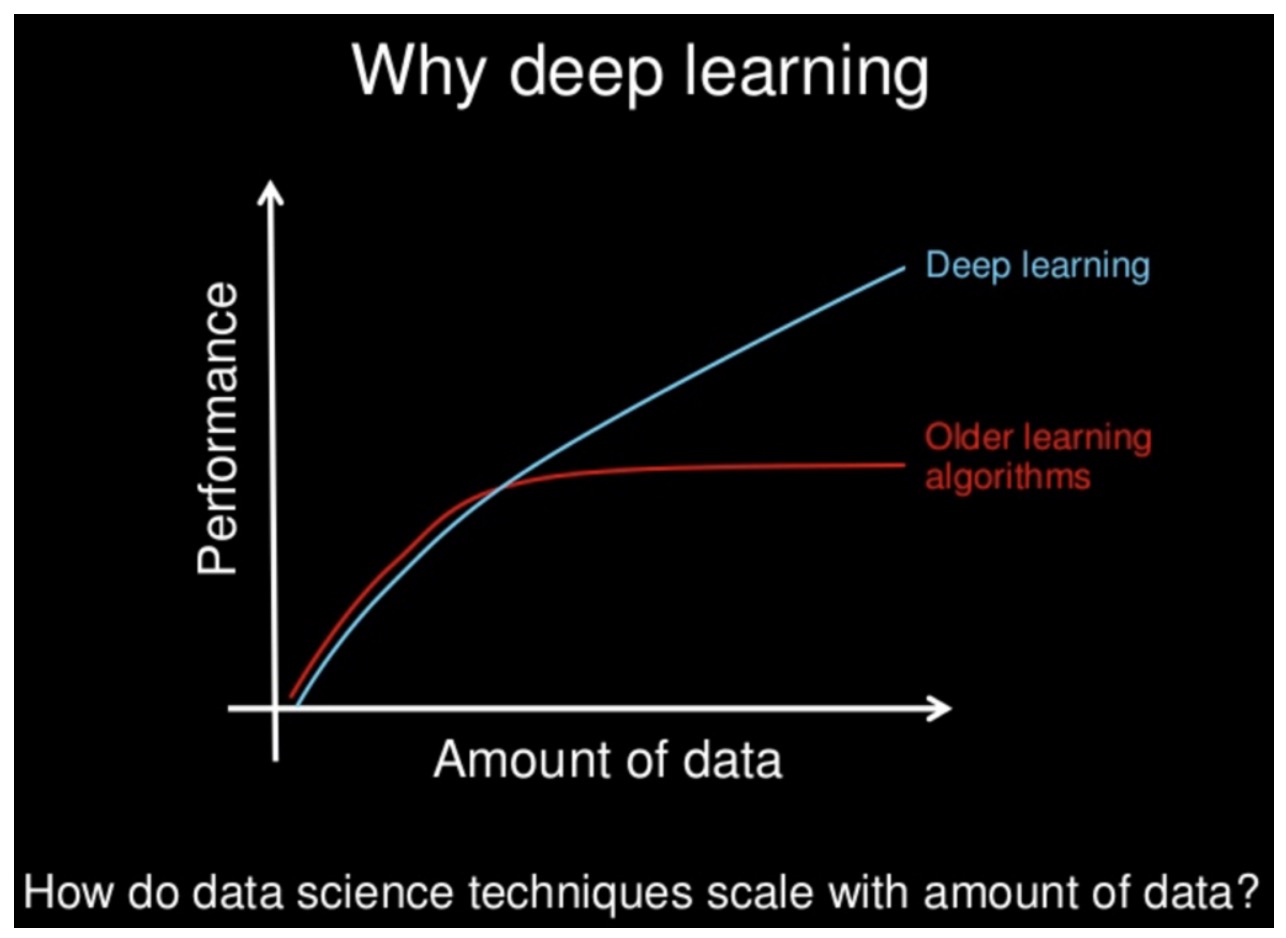 Why deep learning
Performance
Deep learning
Older learning
algorithms
Amount of data
How do data science techniques scale with amount of data?